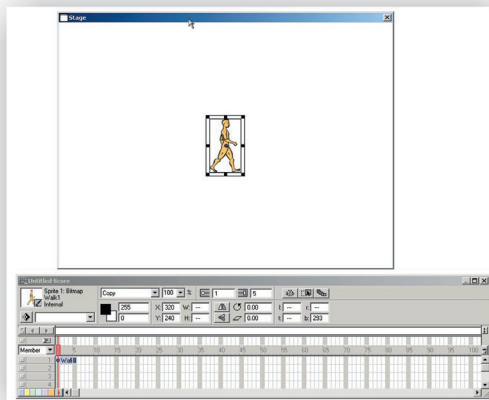 Stage
Untitled Score
Sprite 1: Bitmap
Walk1
Internal
Copy
100 %
1
5
255
X: 320 W: ---
0.00
l: --- r: ---
0
Y: 240 H: ---
0.00
t: --- b: 293
Member
5 10 15 20 25 30 35 40 45 50 55 60 65 70 75 80 85 90 95 100
1
2
3
4